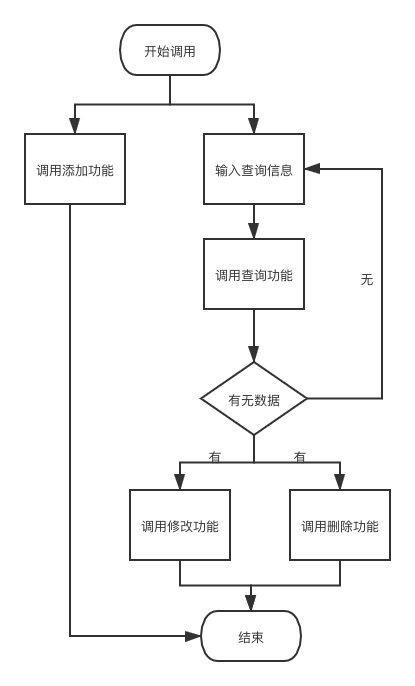 开始调用
调用添加功能
输入查询信息
调用查询功能
无
有无数据
有
有
调用修改功能
调用删除功能
结束